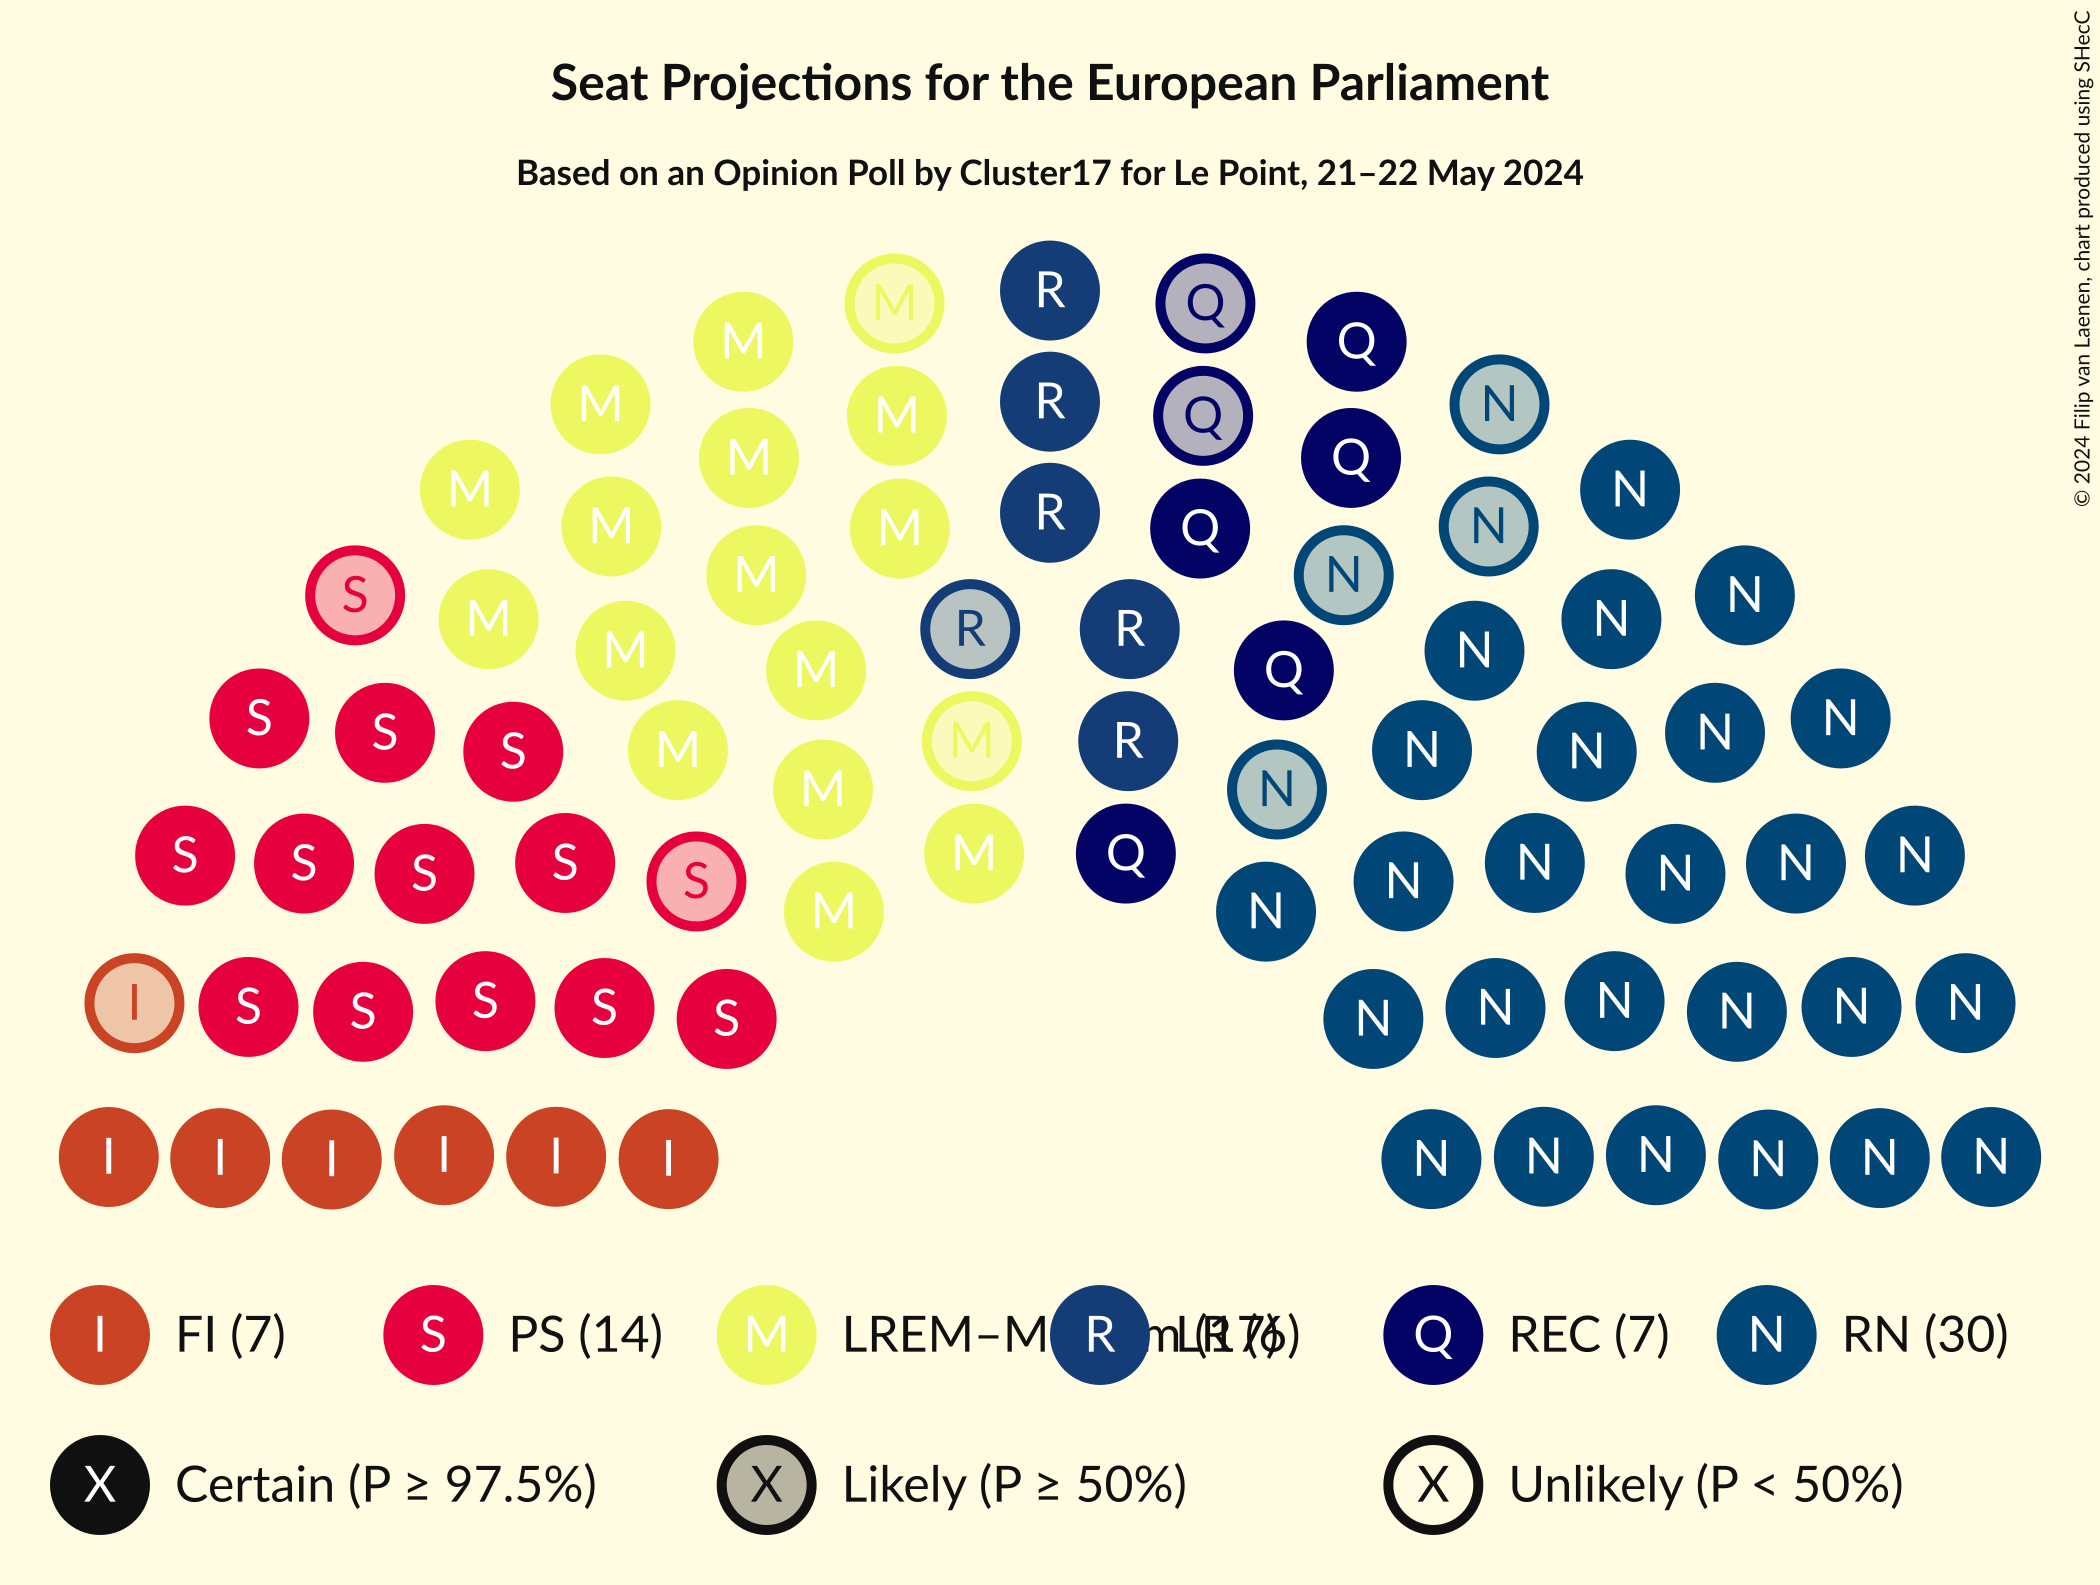 Seat Projections for the European Parliament
Based on an Opinion Poll by Cluster17 for Le Point, 21–22 May 2024
© 2024 Filip van Laenen, chart produced using SHecC
M R Q
M Q
M M R Q N
M Q
M N
M M R Q N
M N
S N
M R R N
M N
M Q
S S N N
M R
S M N N
M N
S S S S M Q N N N N
S N
M N
I S S S S N N N N N
S N
I I I I I I N N N N N N
I FI (7) S PS (14) M LREM–M R LR Q REC (7) N RN (30)
X Certain (P ≥ 97.5%) X Likely (P ≥ 50%) X Unlikely (P < 50%)